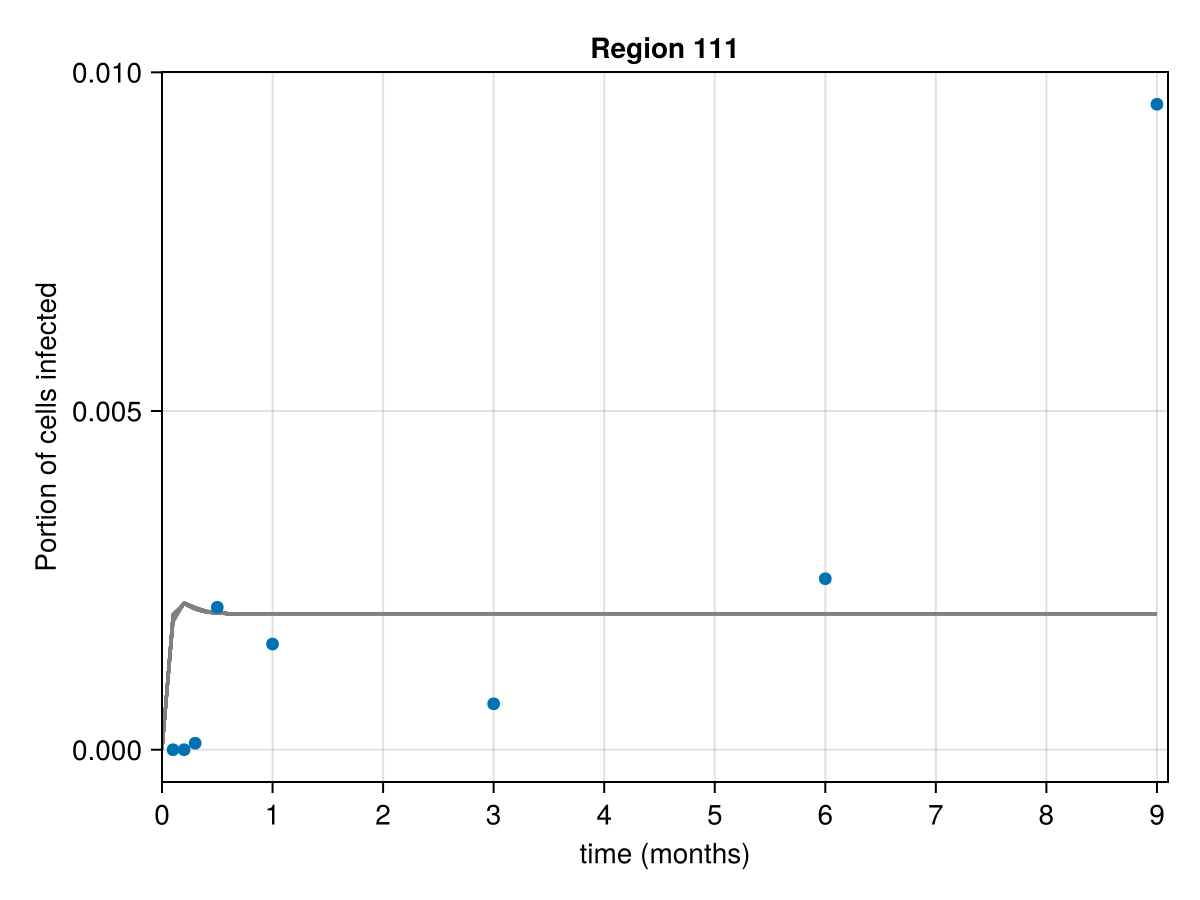 Region 111
0.010
0.005
0.000
Portion of cells infected
0 1 2 3 4 5 6 7 8 9
time (months)